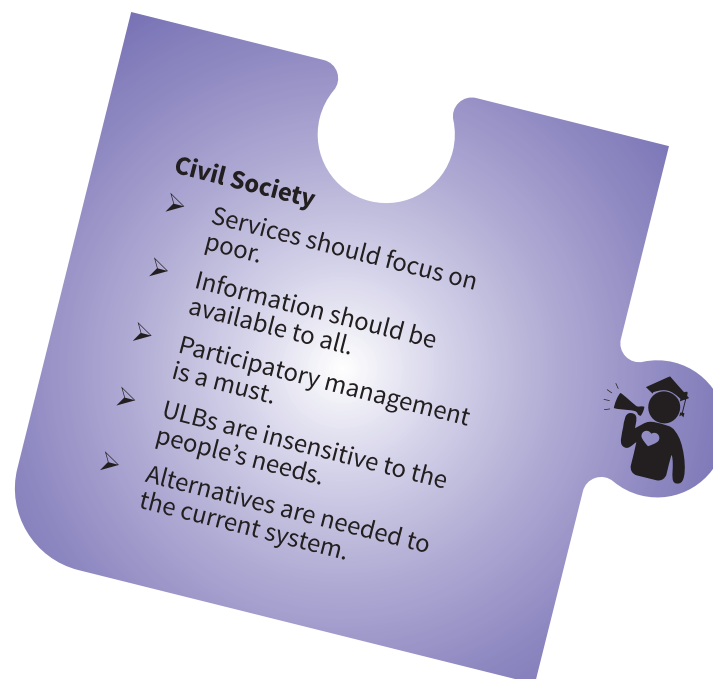 Civil Society
➢ Services should focus on
poor.
➢ Information should be
available to all.
➢ Participatory management
is a must.
➢ ULBs are insensitive to the
people’s needs.
➢ Alternatives are needed to
the current system.